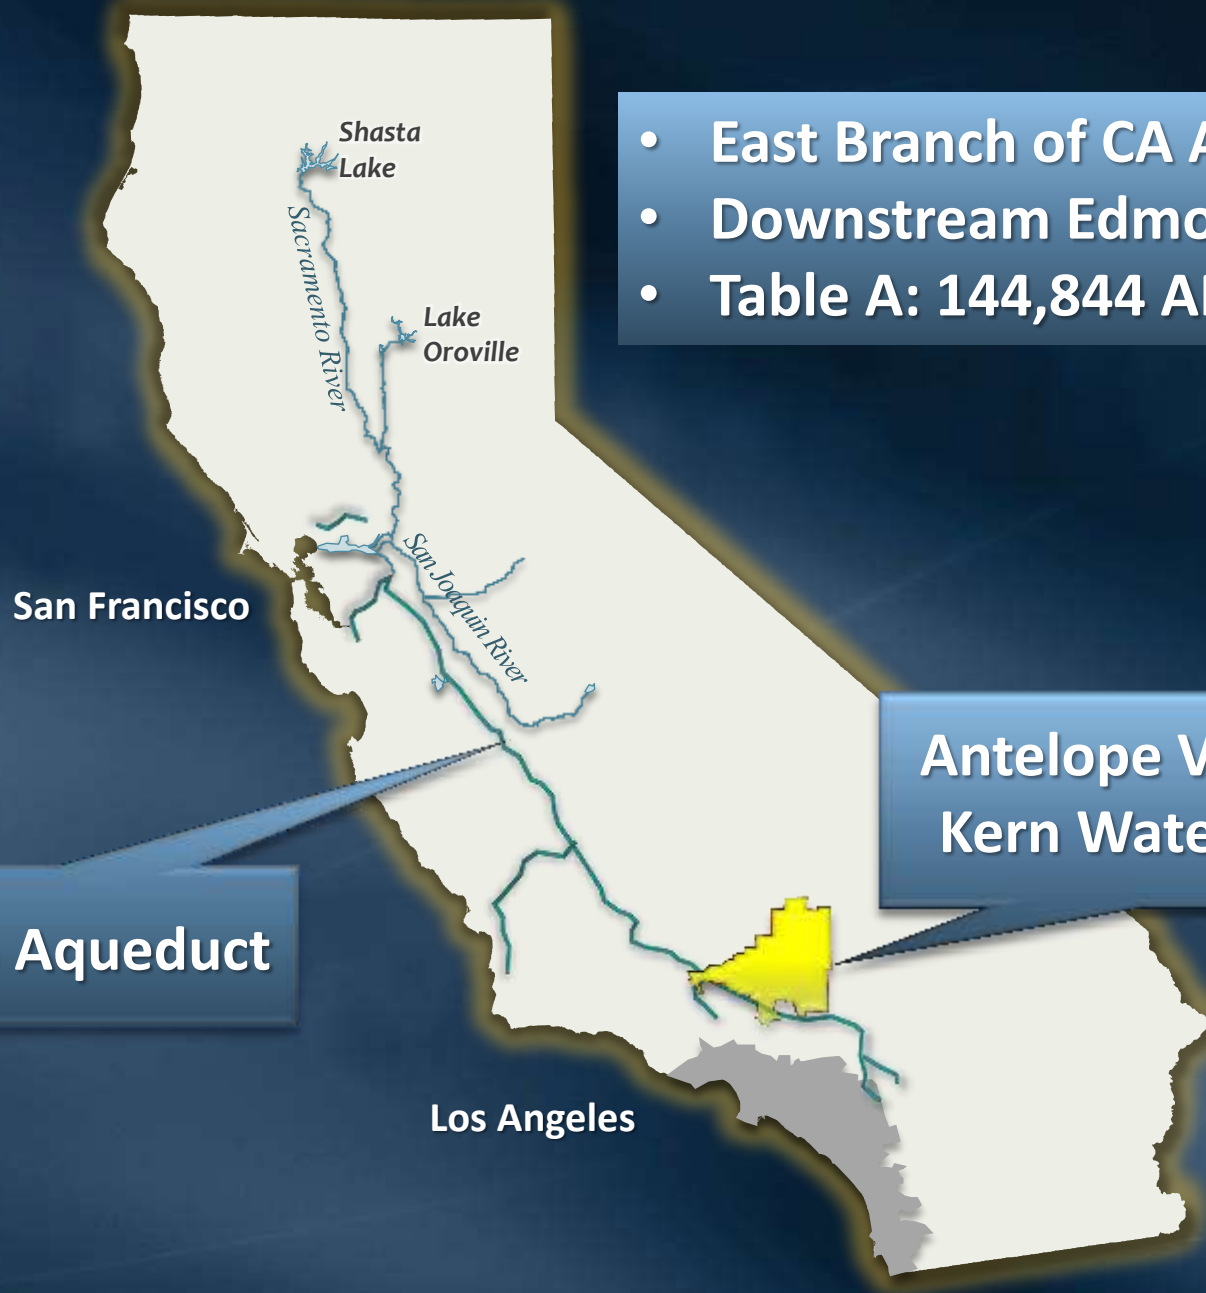 Shasta
Lake
• East Branch of CA A
• Downstream Edmo
• Table A: 144,844 A
Sacramento River
Lake
Oroville
San Joaquin River
San Francisco
Antelope V
Kern Wate
Aqueduct
Los Angeles